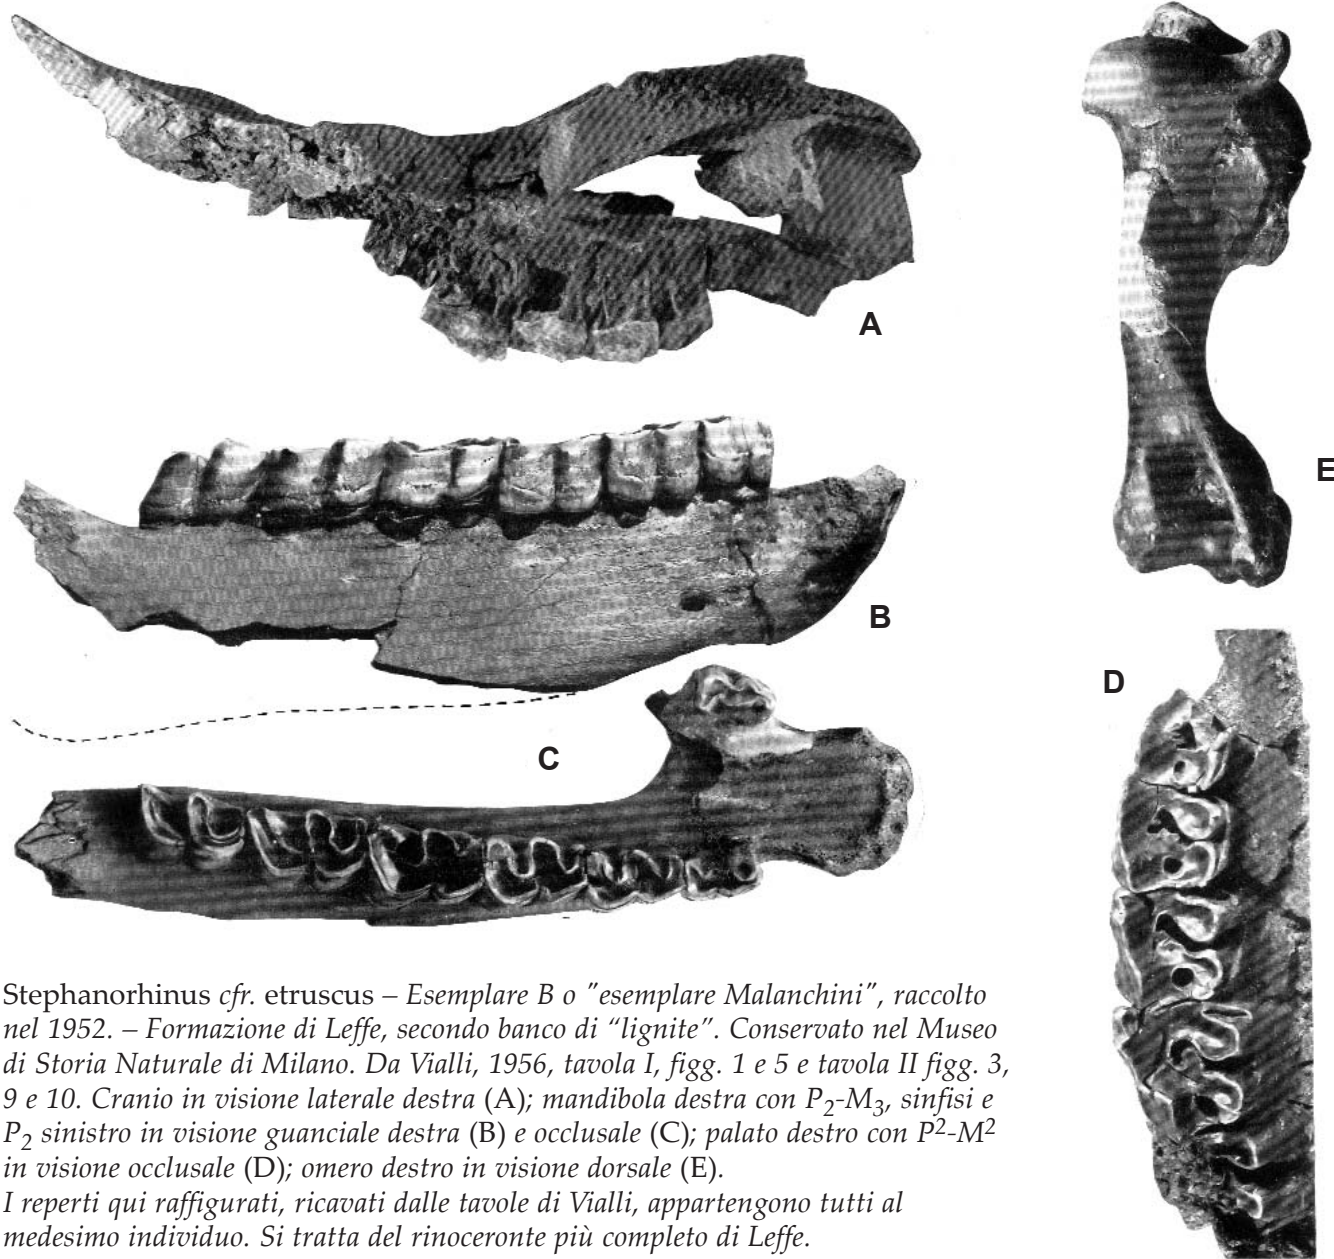 A
E
B
D
C
Stephanorhinus cfr. etruscus – Esemplare B o "esemplare Malanchini", raccolto
nel 1952. – Formazione di Leffe, secondo banco di “lignite”. Conservato nel Museo
di Storia Naturale di Milano. Da Vialli, 1956, tavola I, figg. 1 e 5 e tavola II figg. 3,
9 e 10. Cranio in visione laterale destra (A); mandibola destra con P₂-M₃, sinfisi e
P₂ sinistro in visione guanciale destra (B) e occlusale (C); palato destro con P²-M²
in visione occlusale (D); omero destro in visione dorsale (E).
I reperti qui raffigurati, ricavati dalle tavole di Vialli, appartengono tutti al
medesimo individuo. Si tratta del rinoceronte più completo di Leffe.